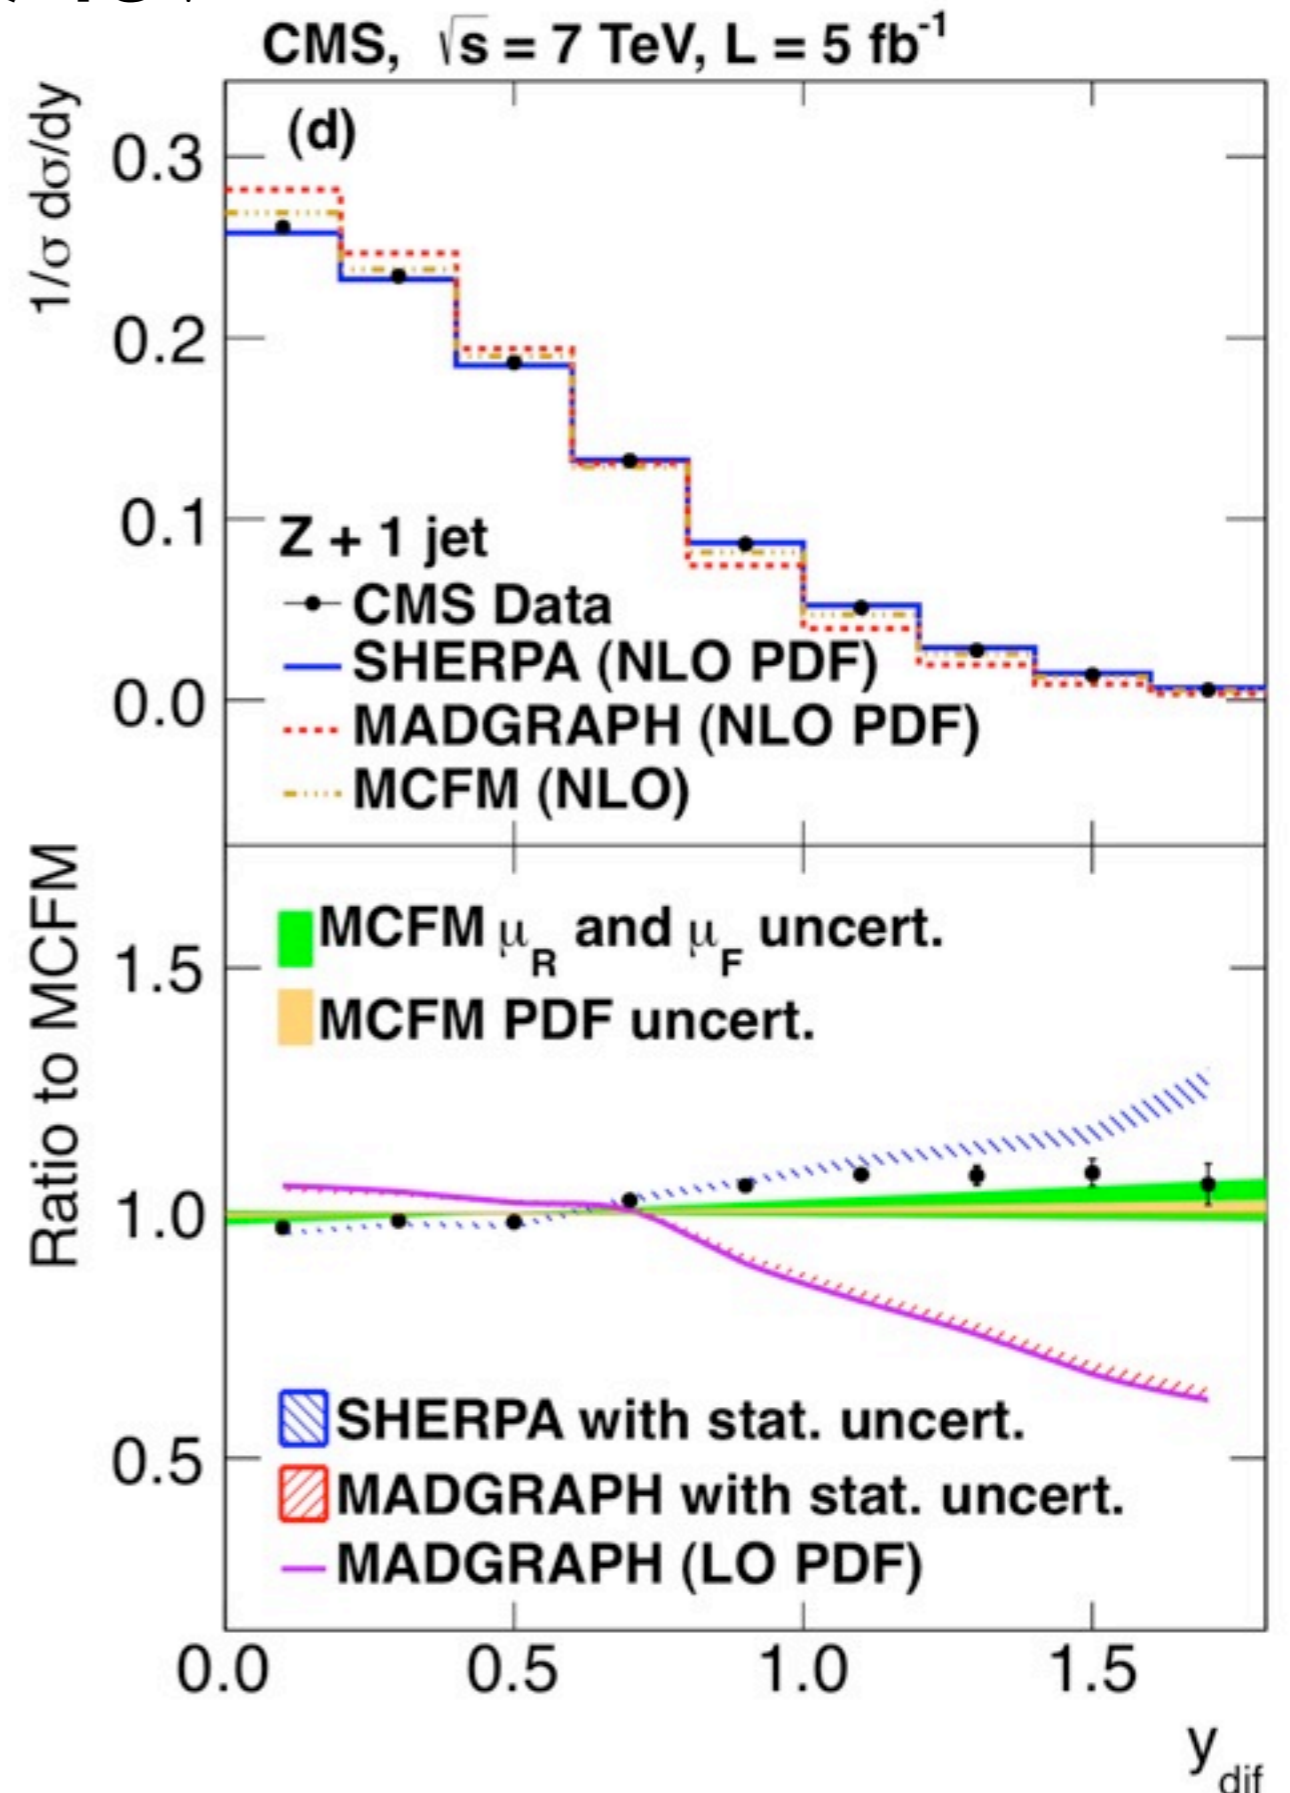 CMS, √s = 7 TeV, L = 5 fb⁻¹
1/σ dσ/dy
(d)
0.3
0.2
0.1
0.0
Z + 1 jet
CMS Data
SHERPA (NLO PDF)
MADGRAPH (NLO PDF)
MCFM (NLO)
Ratio to MCFM
MCFM μ_R and μ_F uncert.
MCFM PDF uncert.
1.5
1.0
0.5
SHERPA with stat. uncert.
MADGRAPH with stat. uncert.
MADGRAPH (LO PDF)
0.0 0.5 1.0 1.5
y_dif